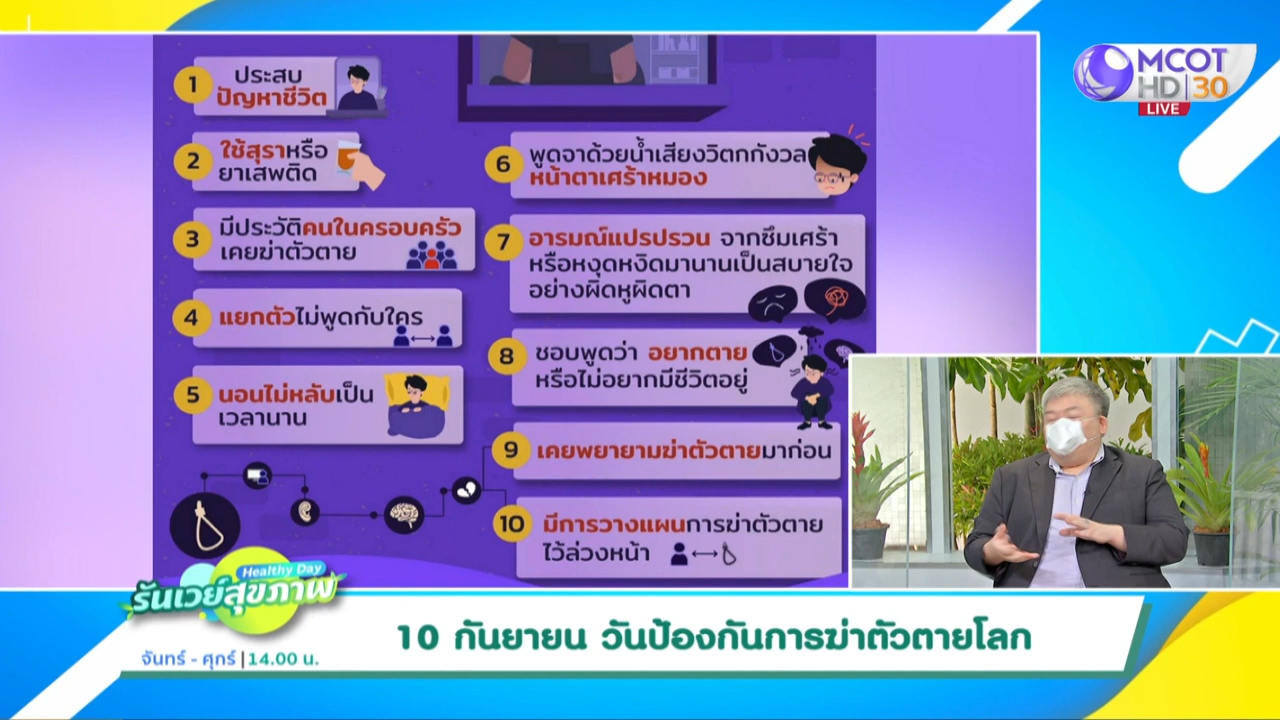 MCOT
HD 30
LIVE
1
ประสบ
ปัญหาชีวิต
2
ใช้สุราหรือ
ยาเสพติด
3
มีประวัติคนในครอบครัว
เคยฆ่าตัวตาย
4
แยกตัวไม่พูดกับใคร
5
นอนไม่หลับเป็น
เวลานาน
6
พูดจาด้วยน้ำเสียงวิตกกังวล
หน้าตาเศร้าหมอง
7
อารมณ์แปรปรวน จากซึมเศร้า
หรือหงุดหงิดมานานเป็นสบายใจ
อย่างผิดหูผิดตา
8
ชอบพูดว่า อยากตาย
หรือไม่อยากมีชีวิตอยู่
9
เคยพยายามฆ่าตัวตายมาก่อน
10
มีการวางแผนการฆ่าตัวตาย
ไว้ล่วงหน้า
Healthy Day
รันเวย์สุขภาพ
จันทร์ - ศุกร์ | 14.00 น.
10 กันยายน วันป้องกันการฆ่าตัวตายโลก